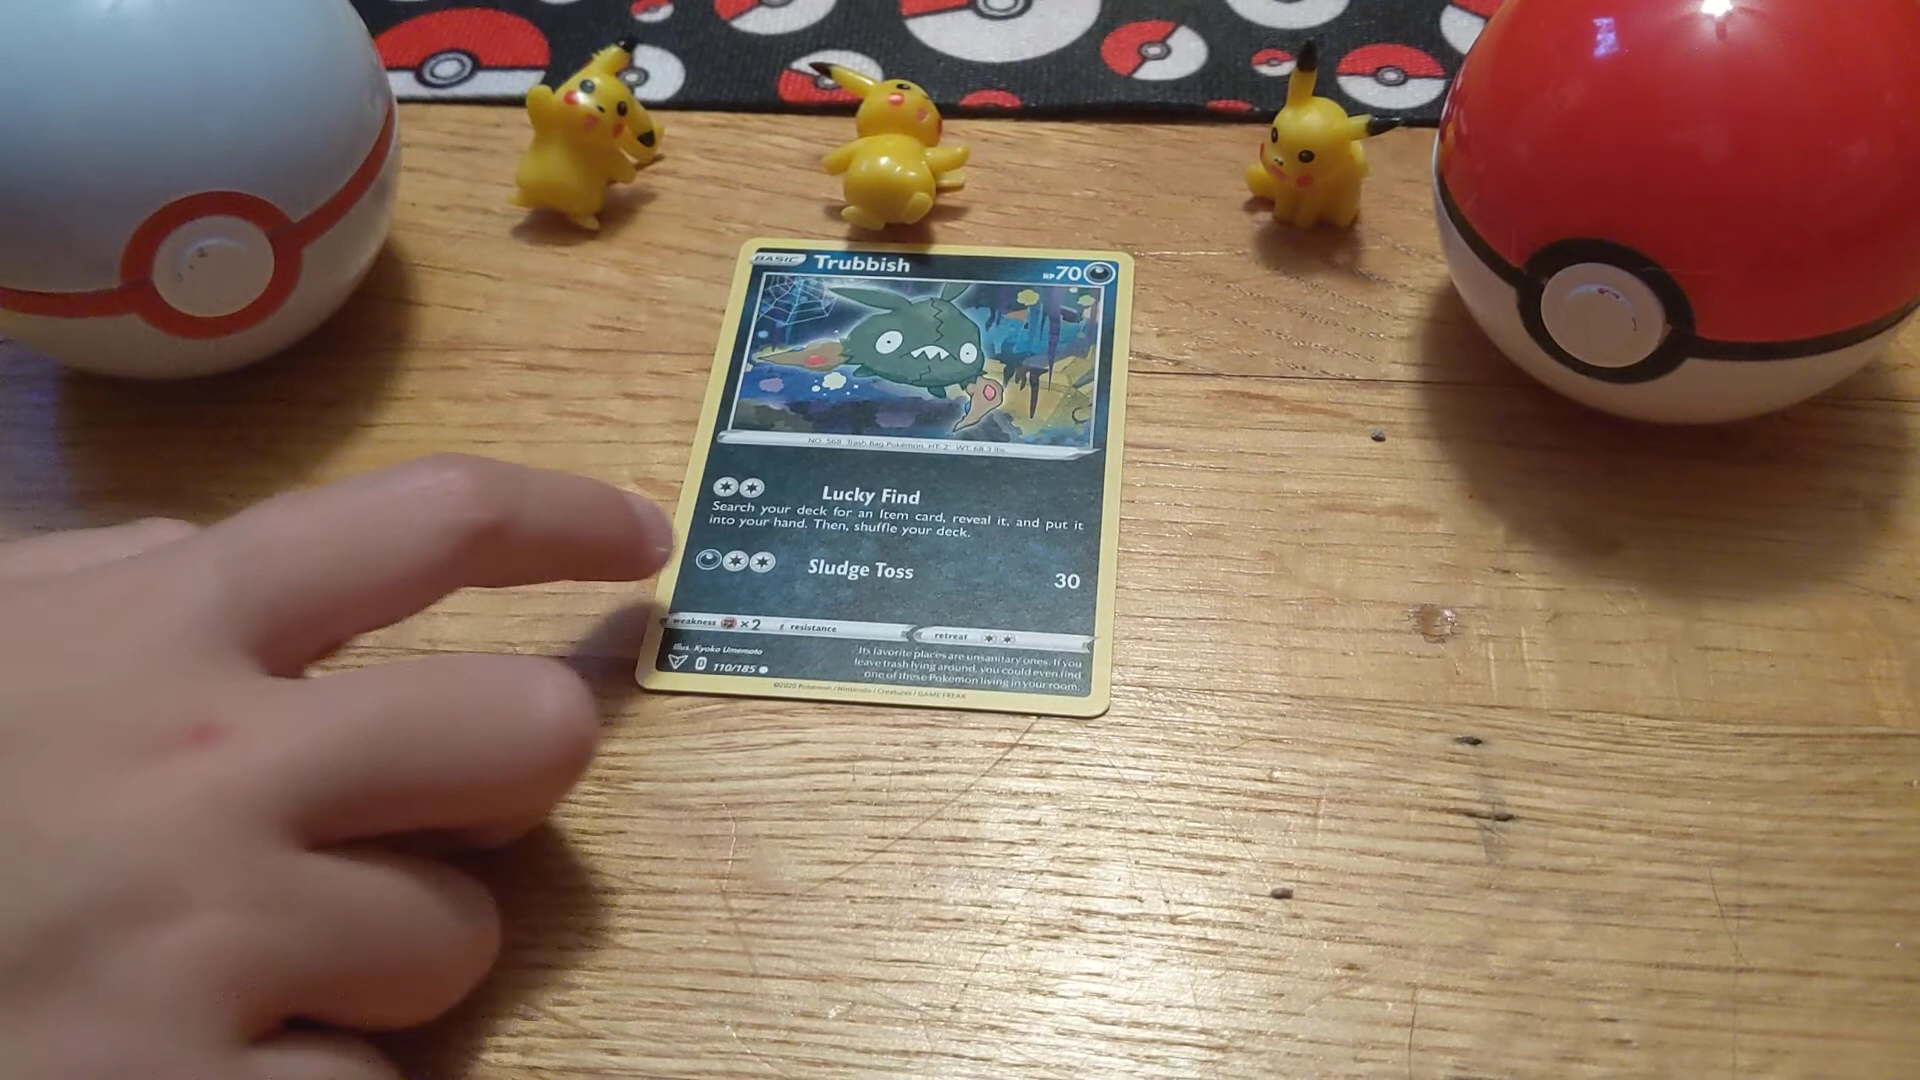 BASIC Trubbish HP 70
NO. 568 Trash Bag Pokémon HT: 2' WT: 68.3 lbs.
Lucky Find
Search your deck for an Item card, reveal it, and put it
into your hand. Then, shuffle your deck.
Sludge Toss 30
weakness ×2 resistance retreat
Illus. Kyoko Umemoto
D 110/185
Its favorite places are unsanitary ones. If you
leave trash lying around, you could even find
one of these Pokémon living in your room.
©2020 Pokémon / Nintendo / Creatures / GAME FREAK